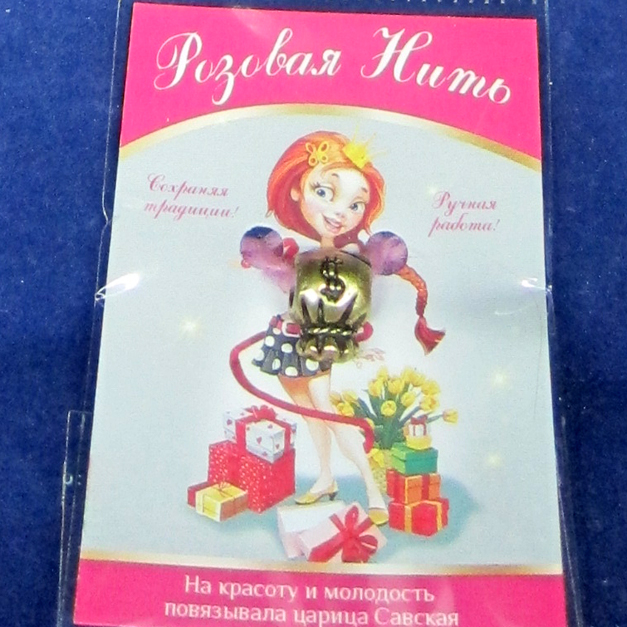 Розовая Нить
Сохраняя
традиции!
Ручная
работа!
$
На красоту и молодость
повязывала царица Савская